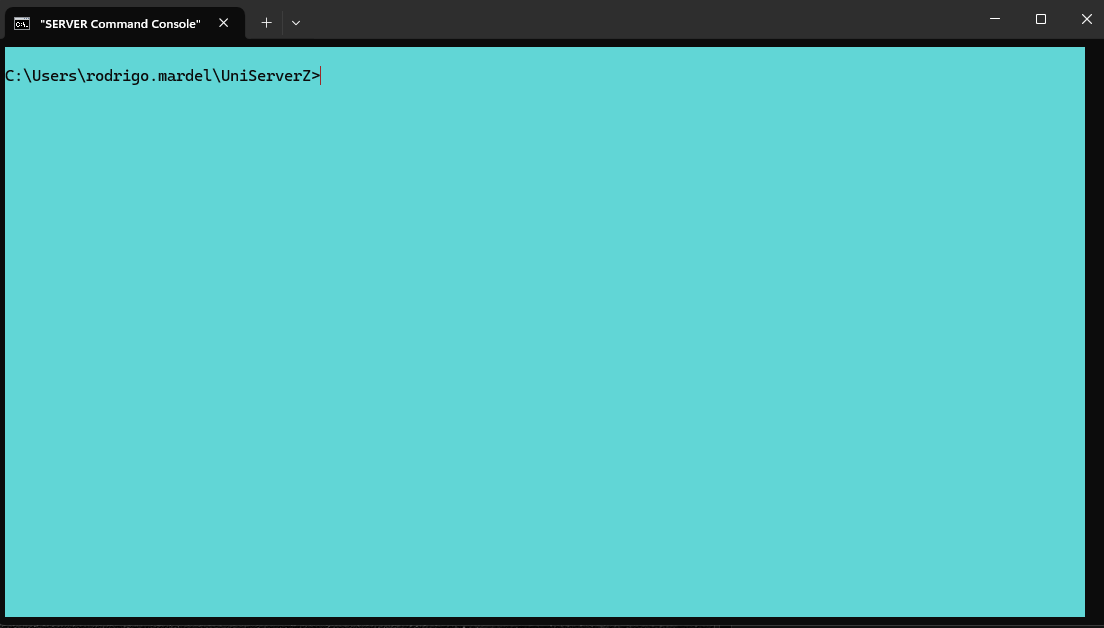 "SERVER Command Console"
C:\Users\rodrigo.mardel\UniServerZ>